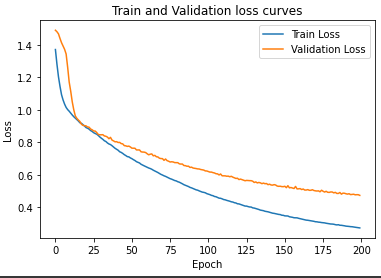 Train and Validation loss curves
Train Loss
Validation Loss
1.4
1.2
1.0
0.8
0.6
0.4
Loss
0 25 50 75 100 125 150 175 200
Epoch